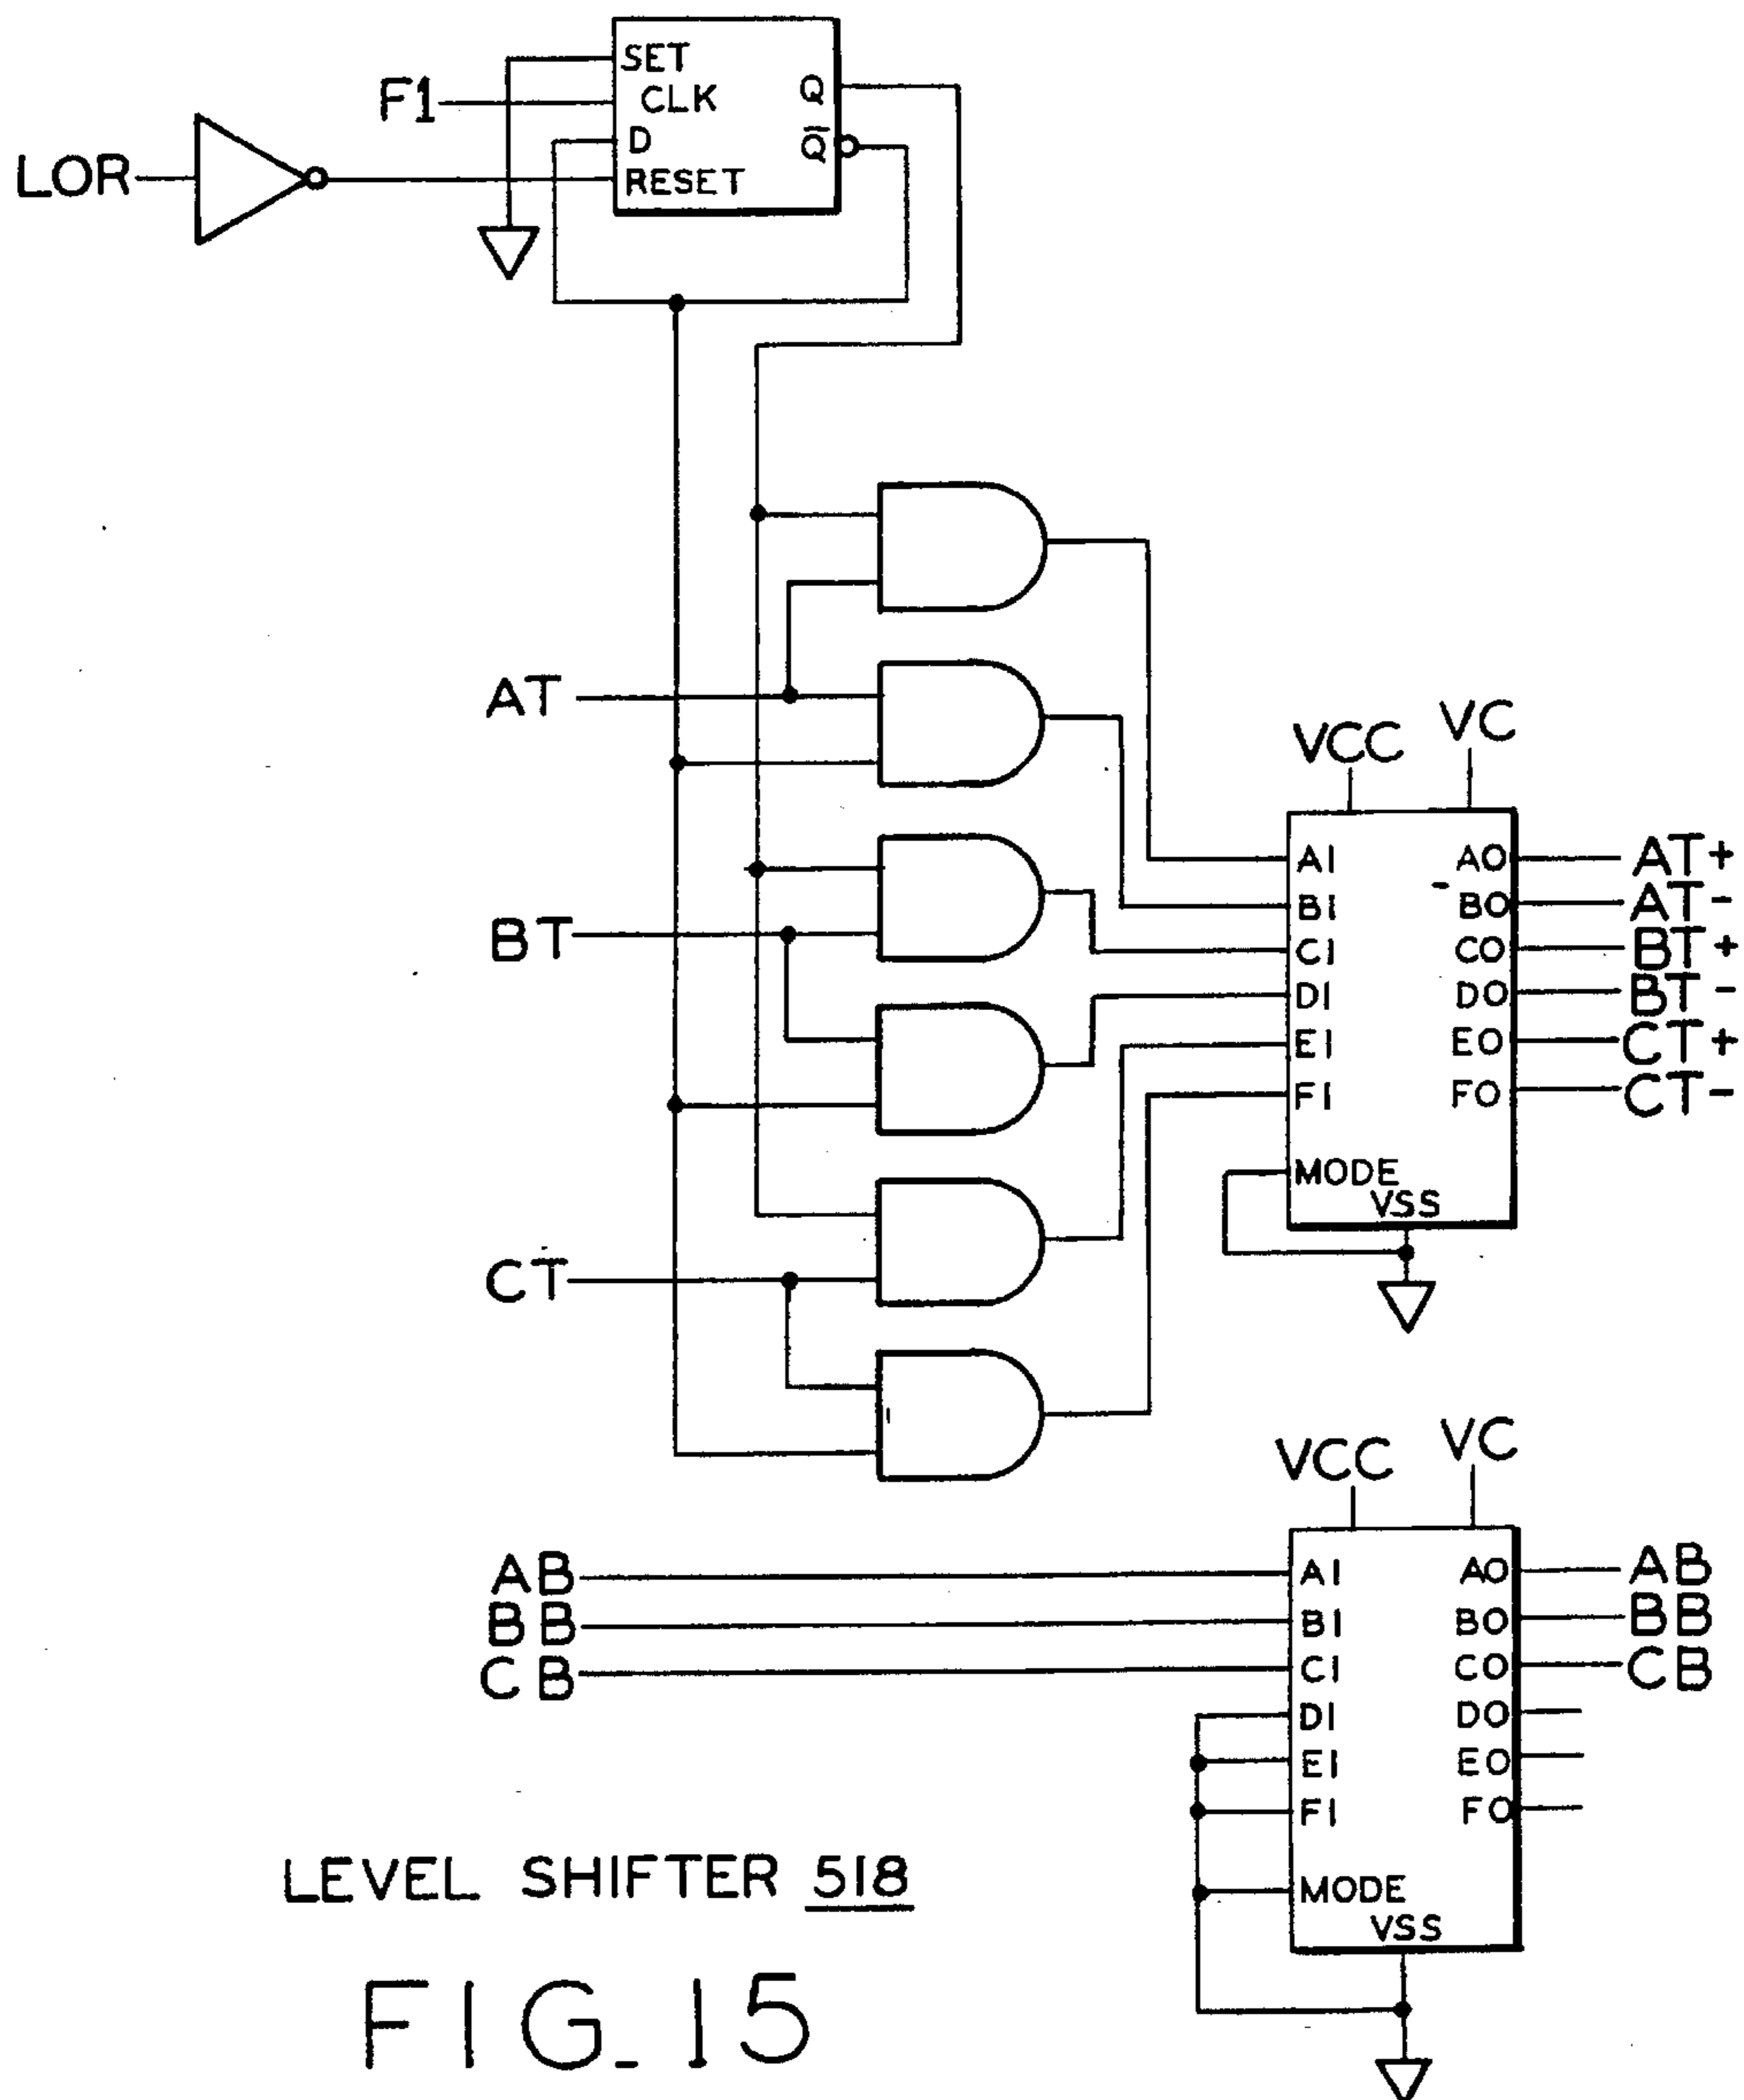 SET
F1 CLK Q
D Q̅
LOR RESET
AT
VCC VC
AI AO AT+
BI BO AT-
BT CI CO BT+
DI DO BT-
EI EO CT+
FI FO CT-
MODE
VSS
CT
VCC VC
AB AI AO AB
BB BI BO BB
CB CI CO CB
DI DO
EI EO
FI FO
MODE
VSS
LEVEL SHIFTER 518
FIG_15